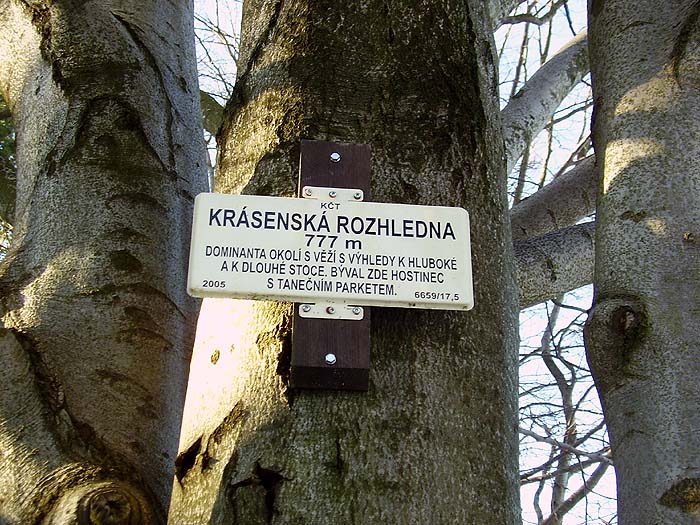 KČT
KRÁSENSKÁ ROZHLEDNA
777 m
DOMINANTA OKOLÍ S VĚŽÍ S VÝHLEDY K HLUBOKÉ
A K DLOUHÉ STOCE, BÝVAL ZDE HOSTINEC
S TANEČNÍM PARKETEM.
2005 6659/17,5